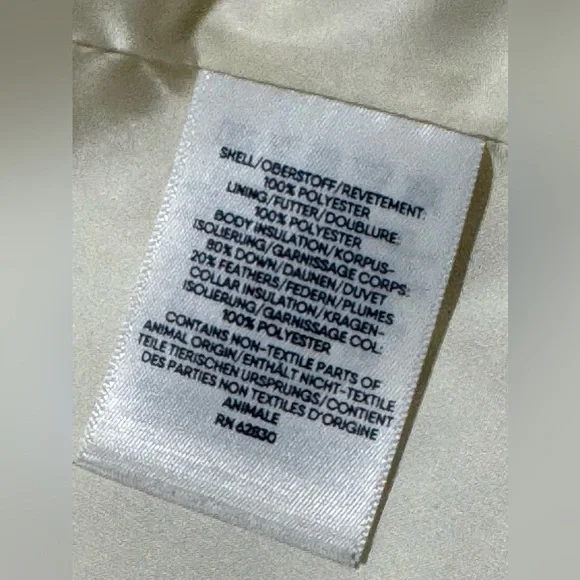 SHELL/OBERSTOFF/REVETEMENT:
100% POLYESTER
LINING/FUTTER/DOUBLURE:
100% POLYESTER
BODY INSULATION/KORPUS-
ISOLIERUNG/GARNISSAGE CORPS:
80% DOWN/DAUNEN/DUVET
20% FEATHERS/FEDERN/PLUMES
COLLAR INSULATION/KRAGEN-
ISOLIERUNG/GARNISSAGE COL:
100% POLYESTER
CONTAINS NON-TEXTILE PARTS OF
ANIMAL ORIGIN/ENTHÄLT NICHT-TEXTILE
TEILE TIERISCHEN URSPRUNGS/CONTIENT
DES PARTIES NON TEXTILES D'ORIGINE
ANIMALE
RN 62830